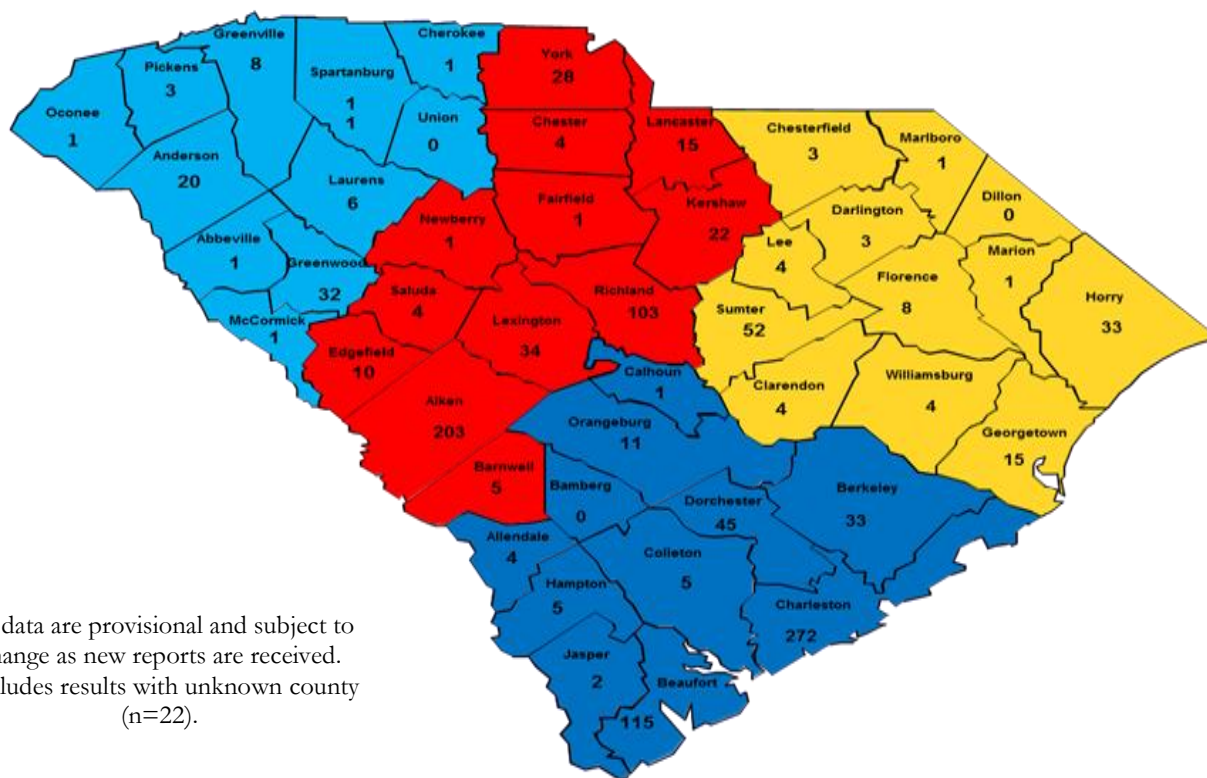 Greenville
8
Cherokee
1
York
28
Pickens
3
Spartanburg
1
1
Oconee
1
Union
0
Chester
4
Lancaster
15
Chesterfield
3
Marlboro
1
Anderson
20
Laurens
6
Dillon
0
Fairfield
1
Kershaw
22
Darlington
3
Newberry
1
Lee
4
Abbeville
1
Greenwood
32
Marion
1
Florence
8
Horry
33
Saluda
4
Richland
103
Sumter
52
McCormick
1
Lexington
34
Edgefield
10
Calhoun
1
Clarendon
4
Williamsburg
4
Aiken
203
Orangeburg
11
Georgetown
15
Barnwell
5
Bamberg
0
Dorchester
45
Berkeley
33
Allendale
4
Colleton
5
Hampton
5
Charleston
272
Jasper
2
Beaufort
115
data are provisional and subject to
ange as new reports are received.
ludes results with unknown county
(n=22).